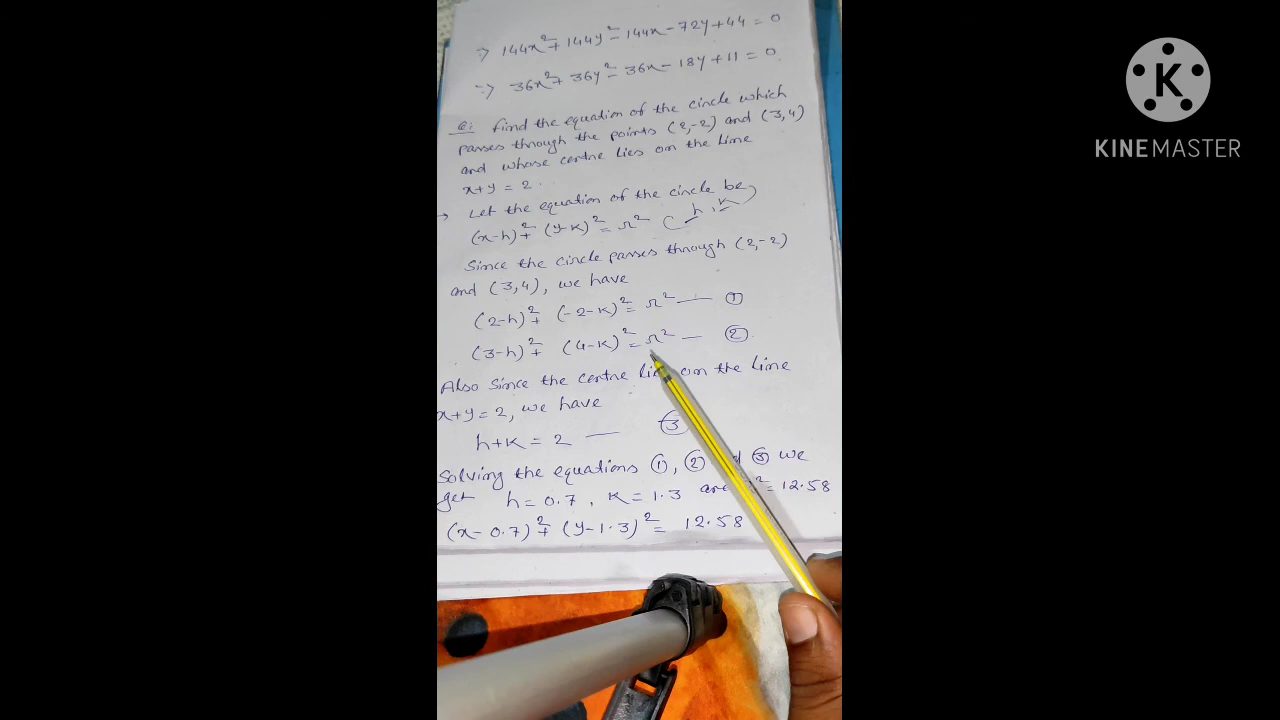 => 144x² + 144y² - 144x - 72y + 44 = 0
=> 36x² + 36y² - 36x - 18y + 11 = 0.
Q: Find the equation of the circle which
passes through the points (2,-2) and (3,4)
and whose centre lies on the line
x+y = 2.
→ Let the equation of the circle be
(x-h)² + (y-k)² = r² (h,k)
Since the circle passes through (2,-2)
and (3,4), we have
(2-h)² + (-2-k)² = r² — ①
(3-h)² + (4-k)² = r² — ②
Also since the centre lies on the line
x+y = 2, we have
h+k = 2 — ③
Solving the equations ①, ② ③ we
get h = 0.7, k = 1.3 and r² = 12.58
(x-0.7)² + (y-1.3)² = 12.58
K
KINEMASTER